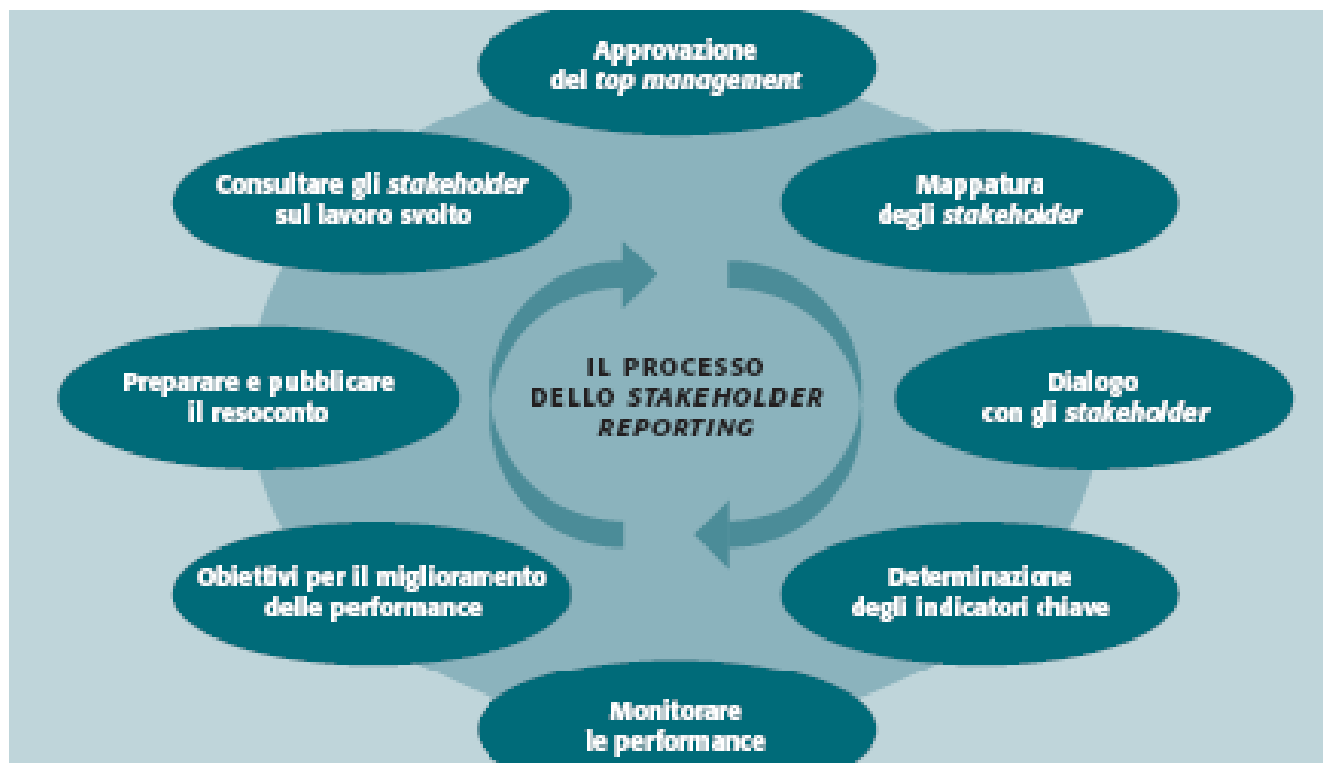 Approvazione
del top management
Mappatura
degli stakeholder
Dialogo
con gli stakeholder
Determinazione
degli indicatori chiave
Monitorare
le performance
Obiettivi per il miglioramento
delle performance
Preparare e pubblicare
il resoconto
Consultare gli stakeholder
sul lavoro svolto
IL PROCESSO
DELLO STAKEHOLDER
REPORTING